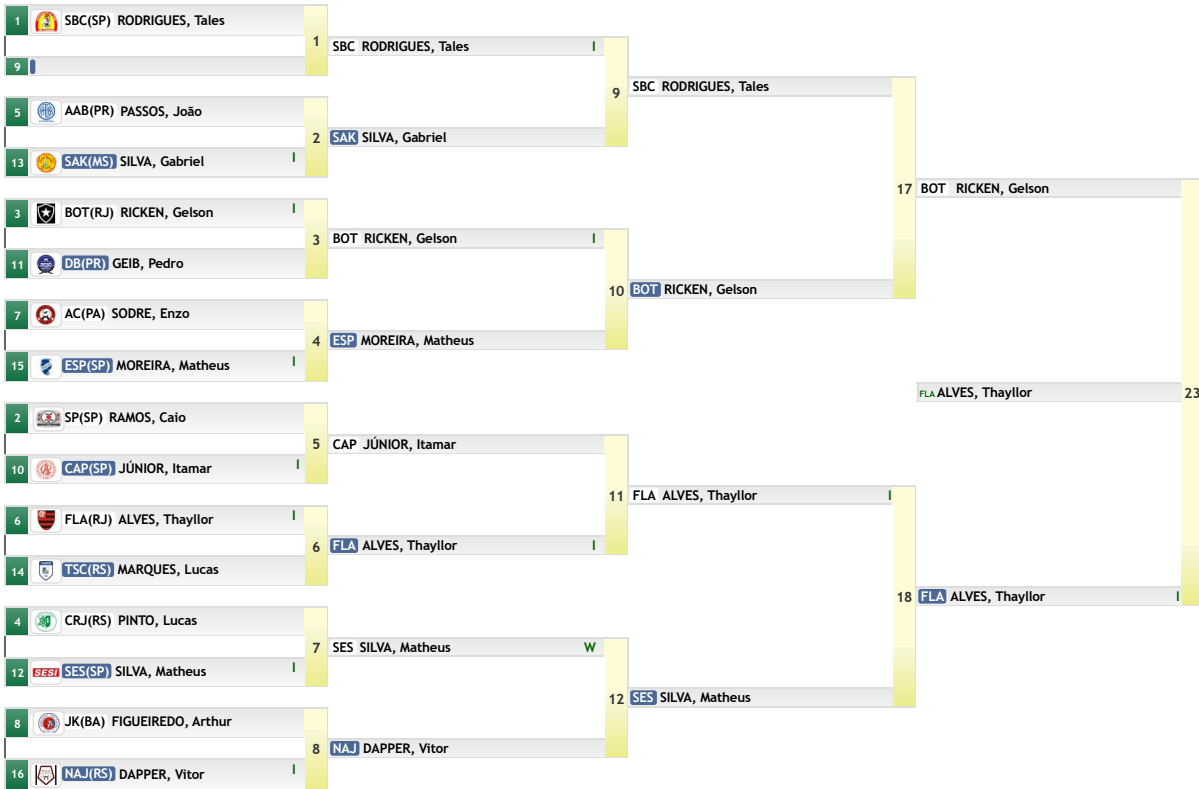 1 SBC(SP) RODRIGUES, Tales
9
1
5 AAB(PR) PASSOS, João
13 SAK(MS) SILVA, Gabriel I
2
3 BOT(RJ) RICKEN, Gelson I
11 DB(PR) GEIB, Pedro
3
7 AC(PA) SODRE, Enzo
15 ESP(SP) MOREIRA, Matheus I
4
2 SP(SP) RAMOS, Caio
10 CAP(SP) JÚNIOR, Itamar I
5
6 FLA(RJ) ALVES, Thayllor I
14 TSC(RS) MARQUES, Lucas
6
4 CRJ(RS) PINTO, Lucas
12 SESI SES(SP) SILVA, Matheus I
7
8 JK(BA) FIGUEIREDO, Arthur
16 NAJ(RS) DAPPER, Vitor I
8
SBC RODRIGUES, Tales I
SAK SILVA, Gabriel
9
BOT RICKEN, Gelson I
ESP MOREIRA, Matheus
10
CAP JÚNIOR, Itamar
FLA ALVES, Thayllor I
11
SES SILVA, Matheus W
NAJ DAPPER, Vitor
12
SBC RODRIGUES, Tales
BOT RICKEN, Gelson
17
FLA ALVES, Thayllor I
SES SILVA, Matheus
18
BOT RICKEN, Gelson
FLA ALVES, Thayllor
23
FLA ALVES, Thayllor I